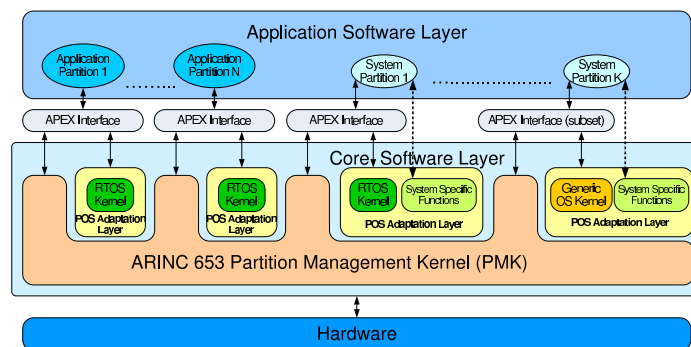 Application Software Layer
Application
Partition 1
Application
Partition N
System
Partition 1
System
Partition K
APEX Interface
APEX Interface
APEX Interface
APEX Interface (subset)
Core Software Layer
RTOS
Kernel
POS Adaptation
Layer
RTOS
Kernel
POS Adaptation
Layer
RTOS
Kernel
System Specific
Functions
POS Adaptation Layer
Generic
OS Kernel
System Specific
Functions
POS Adaptation Layer
ARINC 653 Partition Management Kernel (PMK)
Hardware